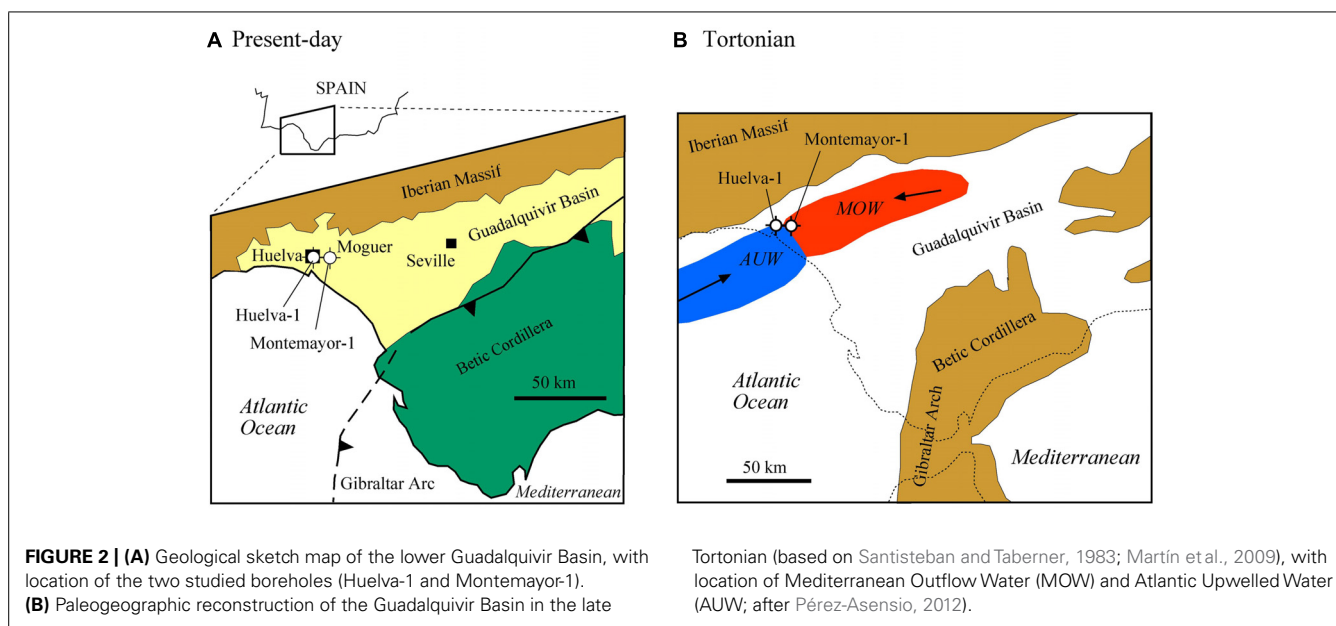 A Present-day
SPAIN
Iberian Massif
Guadalquivir Basin
Huelva
Moguer
Seville
Huelva-1
Montemayor-1
Betic Cordillera
50 km
Atlantic
Ocean
Gibraltar Arc
Mediterranean
B Tortonian
Iberian Massif
Montemayor-1
Huelva-1
MOW
Guadalquivir Basin
AUW
Betic Cordillera
Atlantic
Ocean
Gibraltar Arch
50 km
Mediterranean
FIGURE 2 | (A) Geological sketch map of the lower Guadalquivir Basin, with
location of the two studied boreholes (Huelva-1 and Montemayor-1).
(B) Paleogeographic reconstruction of the Guadalquivir Basin in the late
Tortonian (based on Santisteban and Taberner, 1983; Martín et al., 2009), with
location of Mediterranean Outflow Water (MOW) and Atlantic Upwelled Water
(AUW; after Pérez-Asensio, 2012).